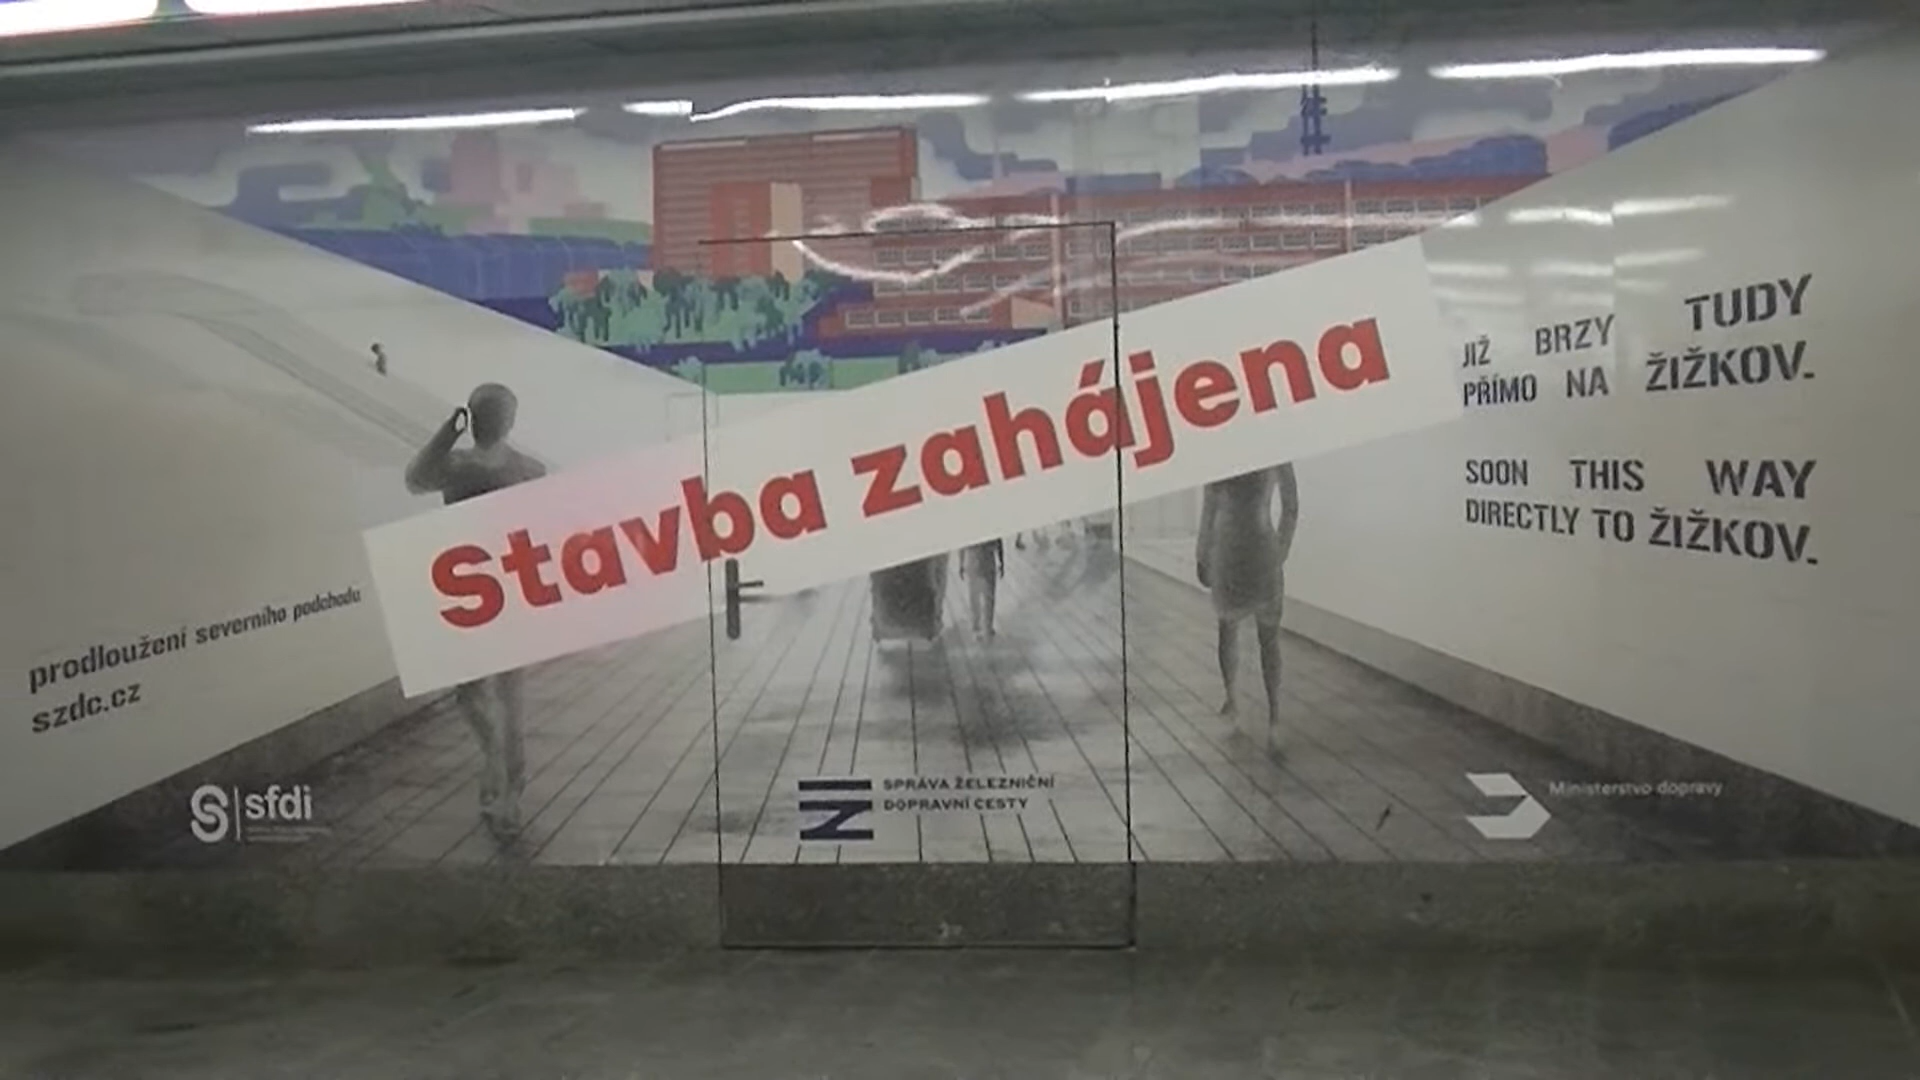 Stavba zahájena
JIŽ BRZY TUDY
PŘÍMO NA ŽIŽKOV.
SOON THIS WAY
DIRECTLY TO ŽIŽKOV.
prodloužení severního podchodu
szdc.cz
S sfdi
SPRÁVA ŽELEZNIČNÍ
DOPRAVNÍ CESTY
Ministerstvo dopravy